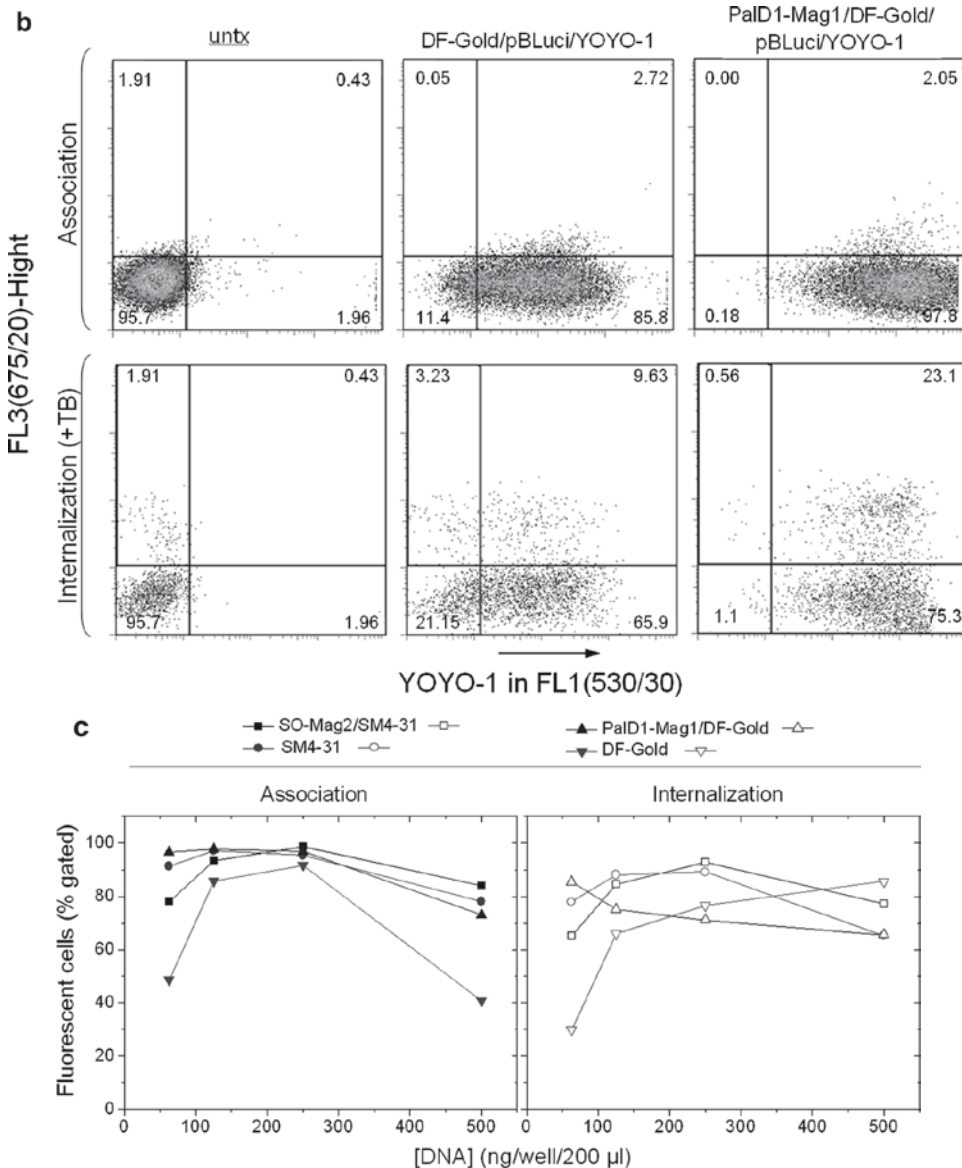 b
untx
DF-Gold/pBLuci/YOYO-1
PalD1-Mag1/DF-Gold/
pBLuci/YOYO-1
FL3(675/20)-Hight
Association
1.91 0.43
95.7 1.96
0.05 2.72
11.4 85.8
0.00 2.05
0.18 97.8
Internalization (+TB)
1.91 0.43
95.7 1.96
3.23 9.63
21.15 65.9
0.56 23.1
1.1 75.3
YOYO-1 in FL1(530/30)
c
SO-Mag2/SM4-31
PalD1-Mag1/DF-Gold
SM4-31
DF-Gold
Association
Internalization
Fluorescent cells (% gated)
100
80
60
40
20
0
0 100 200 300 400 500
0 100 200 300 400 500
[DNA] (ng/well/200 µl)